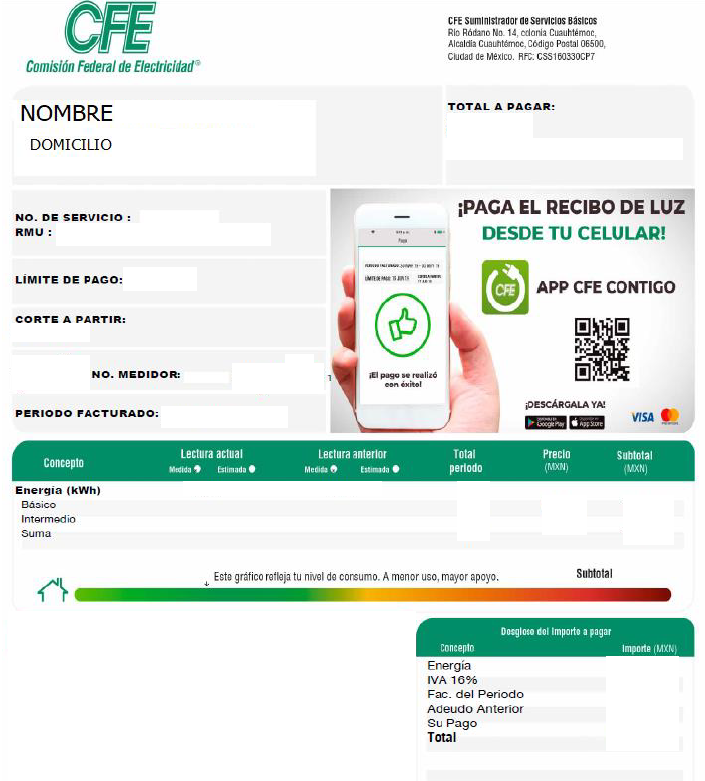 CFE
Comisión Federal de Electricidad®
CFE Suministrador de Servicios Básicos
Río Ródano No. 14, colonia Cuauhtémoc,
Alcaldía Cuauhtémoc, Código Postal 06500,
Ciudad de México. RFC: CSS160330CP7
NOMBRE
DOMICILIO
TOTAL A PAGAR:
NO. DE SERVICIO :
RMU :
LÍMITE DE PAGO:
CORTE A PARTIR:
NO. MEDIDOR:
PERIODO FACTURADO:
¡PAGA EL RECIBO DE LUZ
DESDE TU CELULAR!
CFE
APP CFE CONTIGO
Pago
¡El pago se realizó
con éxito!
¡DESCÁRGALA YA!
Google Play
App Store
VISA
Concepto
Lectura actual
Medida
Estimada
Lectura anterior
Medida
Estimada
Total
periodo
Precio
(MXN)
Subtotal
(MXN)
Energía (kWh)
Básico
Intermedio
Suma
Este gráfico refleja tu nivel de consumo. A menor uso, mayor apoyo.
Subtotal
Desglose del importe a pagar
Concepto
Importe (MXN)
Energía
IVA 16%
Fac. del Periodo
Adeudo Anterior
Su Pago
Total